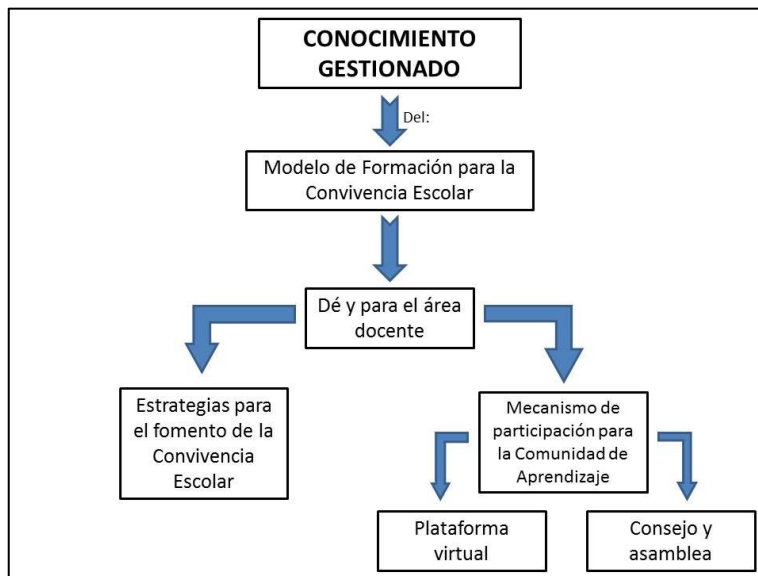 CONOCIMIENTO
GESTIONADO
Del:
Modelo de Formación para la
Convivencia Escolar
Dé y para el área
docente
Estrategias para
el fomento de la
Convivencia
Escolar
Mecanismo de
participación para
la Comunidad de
Aprendizaje
Plataforma
virtual
Consejo y
asamblea